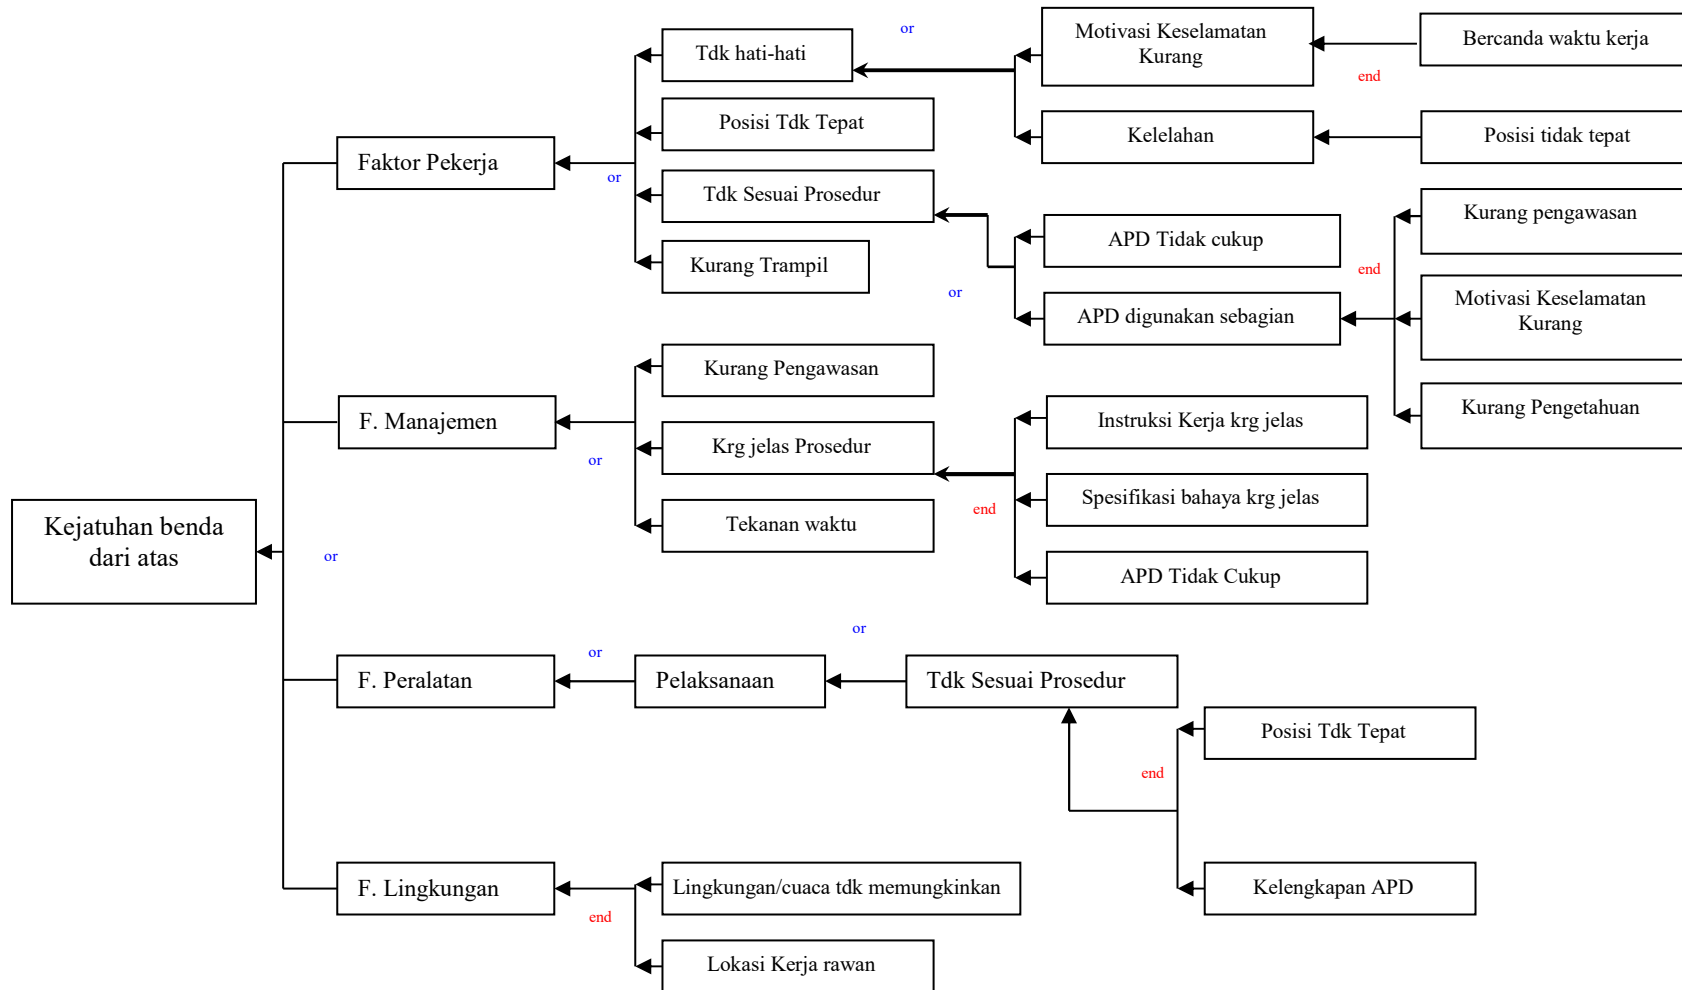 or
Motivasi Keselamatan
Kurang
Bercanda waktu kerja
Tdk hati-hati
end
Posisi Tdk Tepat
Kelelahan
Posisi tidak tepat
Faktor Pekerja
or
Tdk Sesuai Prosedur
Kurang pengawasan
APD Tidak cukup
Kurang Trampil
end
or
Motivasi Keselamatan
Kurang
APD digunakan sebagian
Kurang Pengawasan
Kurang Pengetahuan
F. Manajemen
Instruksi Kerja krg jelas
or
Krg jelas Prosedur
Spesifikasi bahaya krg jelas
end
Tekanan waktu
Kejatuhan benda
dari atas
or
APD Tidak Cukup
or
or
F. Peralatan
Pelaksanaan
Tdk Sesuai Prosedur
Posisi Tdk Tepat
end
F. Lingkungan
Lingkungan/cuaca tdk memungkinkan
Kelengkapan APD
end
Lokasi Kerja rawan